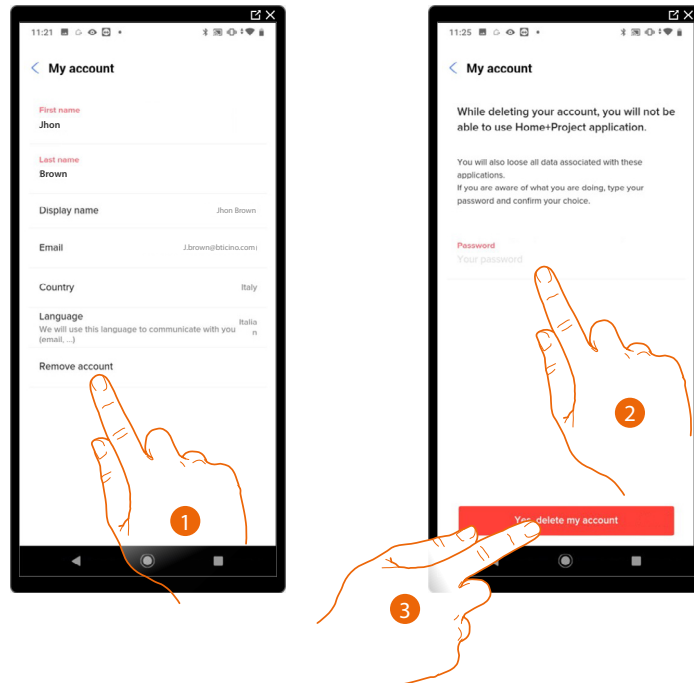 11:21
My account
First name
Jhon
Last name
Brown
Display name
Jhon Brown
Email
J.brown@bticino.com
Country
Italy
Language
Italia
We will use this language to communicate with you
n
(email, ...)
Remove account
1
11:25
My account
While deleting your account, you will not be
able to use Home+Project application.
You will also loose all data associated with these
applications.
If you are aware of what you are doing, type your
password and confirm your choice.
Password
Your password
2
Yes, delete my account
3